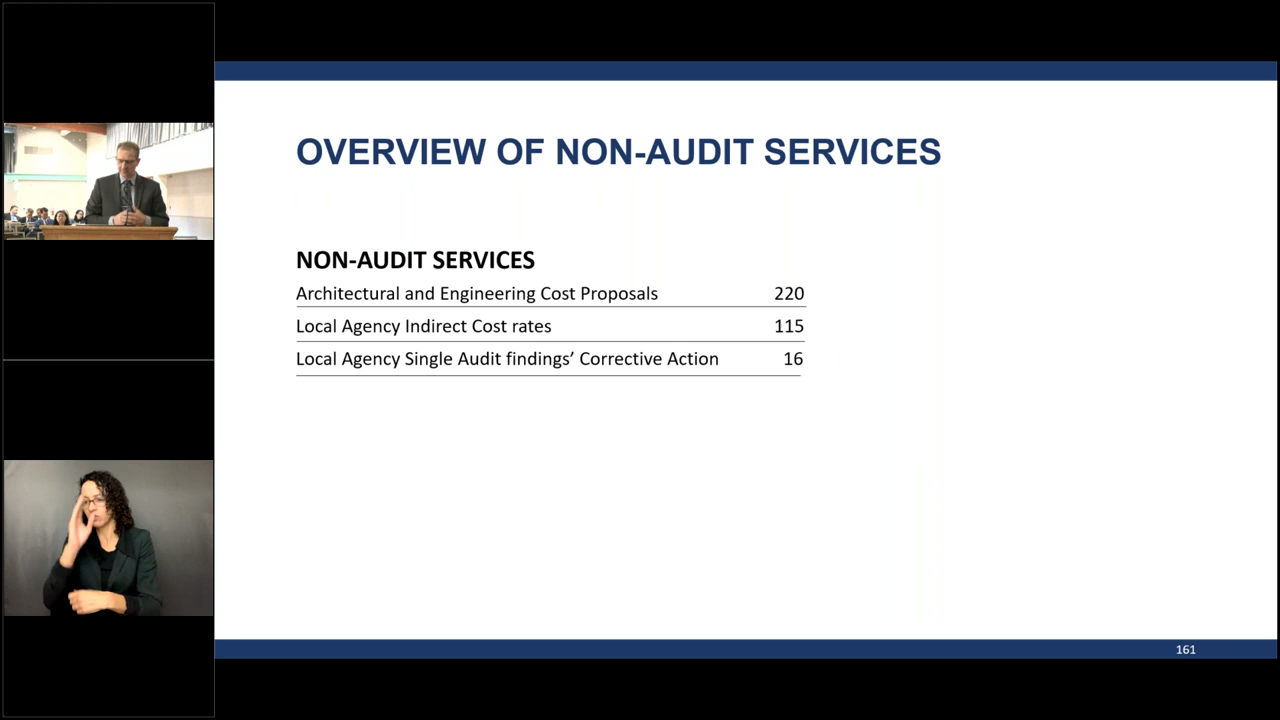 OVERVIEW OF NON-AUDIT SERVICES
NON-AUDIT SERVICES
Architectural and Engineering Cost Proposals 220
Local Agency Indirect Cost rates 115
Local Agency Single Audit findings’ Corrective Action 16
161